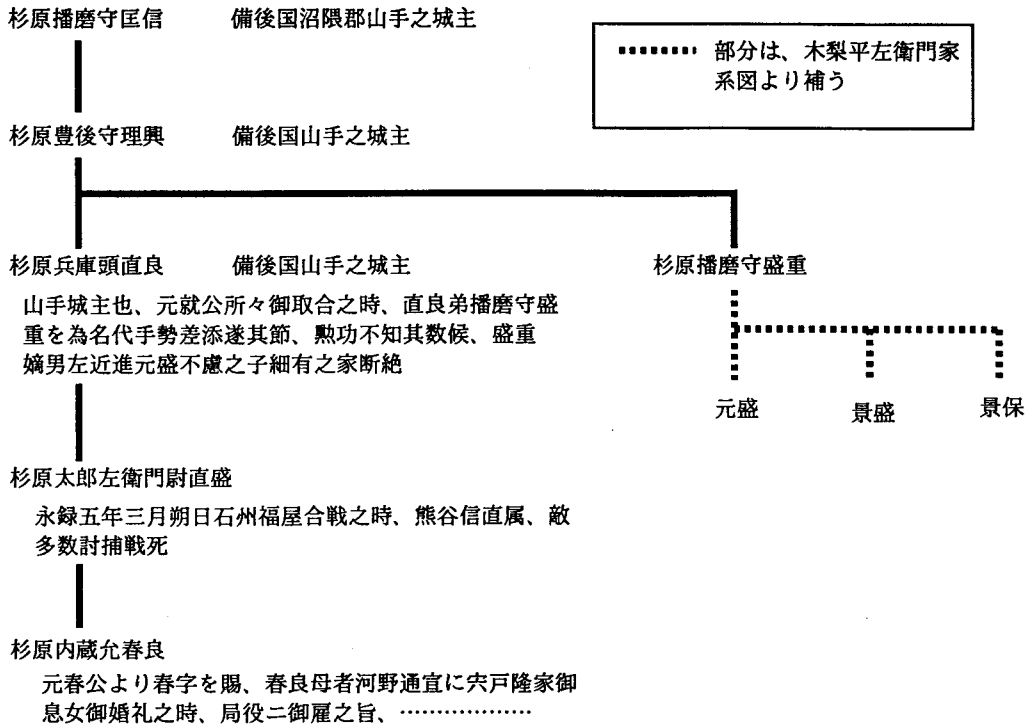 杉原播磨守匡信 備後国沼隈郡山手之城主
部分は、木梨平左衛門家
系図より補う
杉原豊後守理興 備後国山手之城主
杉原兵庫頭直良 備後国山手之城主
杉原播磨守盛重
山手城主也、元就公所々御取合之時、直良弟播磨守盛
重を為名代手勢差添遂其節、勲功不知其数候、盛重
嫡男左近進元盛不慮之子細有之家断絶
元盛 景盛 景保
杉原太郎左衛門尉直盛
永録五年三月朔日石州福屋合戦之時、熊谷信直属、敵
多数討捕戦死
杉原内蔵允春良
元春公より春字を賜、春良母者河野通宣に宍戸隆家御
息女御婚礼之時、局役ニ御雇之旨、………………